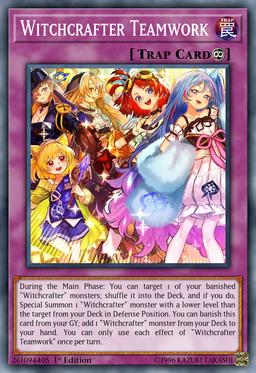 WITCHCRAFTER TEAMWORK
TRAP
罠
[TRAP CARD]
During the Main Phase: You can target 1 of your
banished "Witchcrafter" monsters; shuffle it into the Deck, and if you do,
Special Summon 1 "Witchcrafter" monster with a lower level than
the target from your Deck in Defense Position. You can banish this
card from your GY; add 1 "Witchcrafter" monster from your Deck to
your hand. You can only use each effect of "Witchcrafter
Teamwork" once per turn.
261094405 1st Edition
©1996 KAZUKI TAKAHASHI